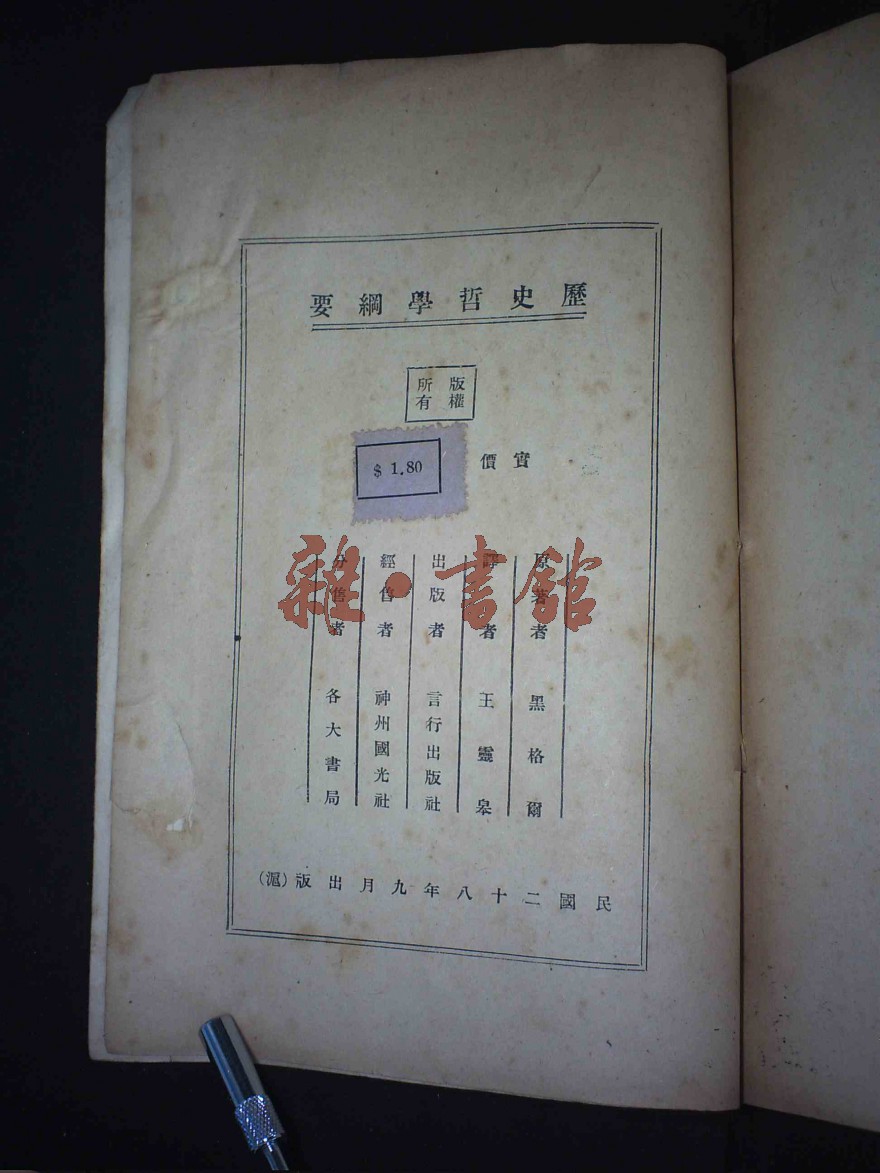 歷史哲學綱要
版權
所有
實價
$ 1.80
原著者 黑格爾
譯者 王靈皋
出版者 言行出版社
經售者 神州國光社
分售者 各大書局
民國二十八年九月出版(滬)
雜·書館